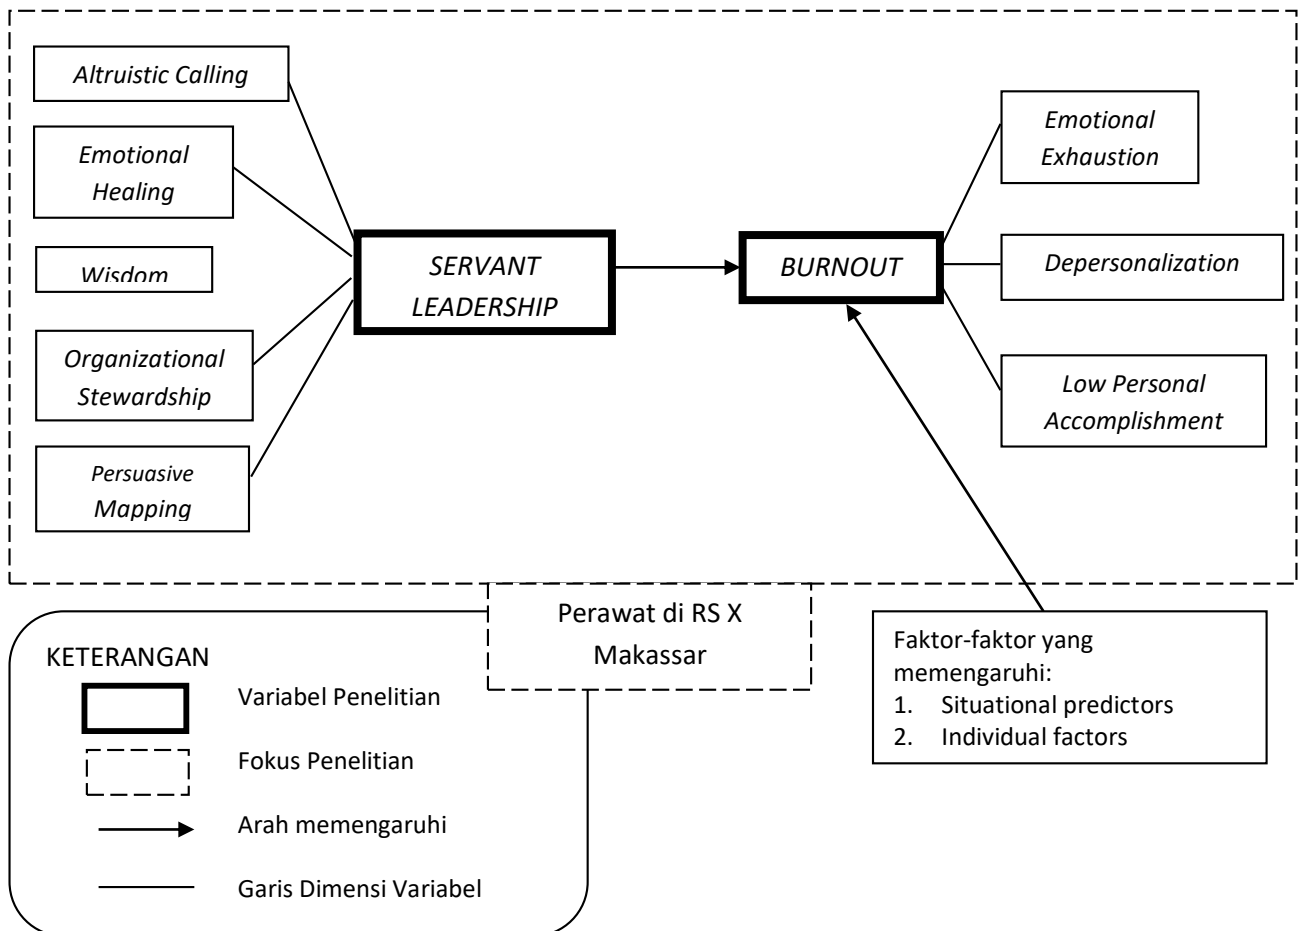 Altruistic Calling
Emotional
Healing
Wisdom
Organizational
Stewardship
Persuasive
Mapping
SERVANT
LEADERSHIP
BURNOUT
Emotional
Exhaustion
Depersonalization
Low Personal
Accomplishment
Perawat di RS X
Makassar
Faktor-faktor yang
memengaruhi:
1. Situational predictors
2. Individual factors
KETERANGAN
Variabel Penelitian
Fokus Penelitian
Arah memengaruhi
Garis Dimensi Variabel